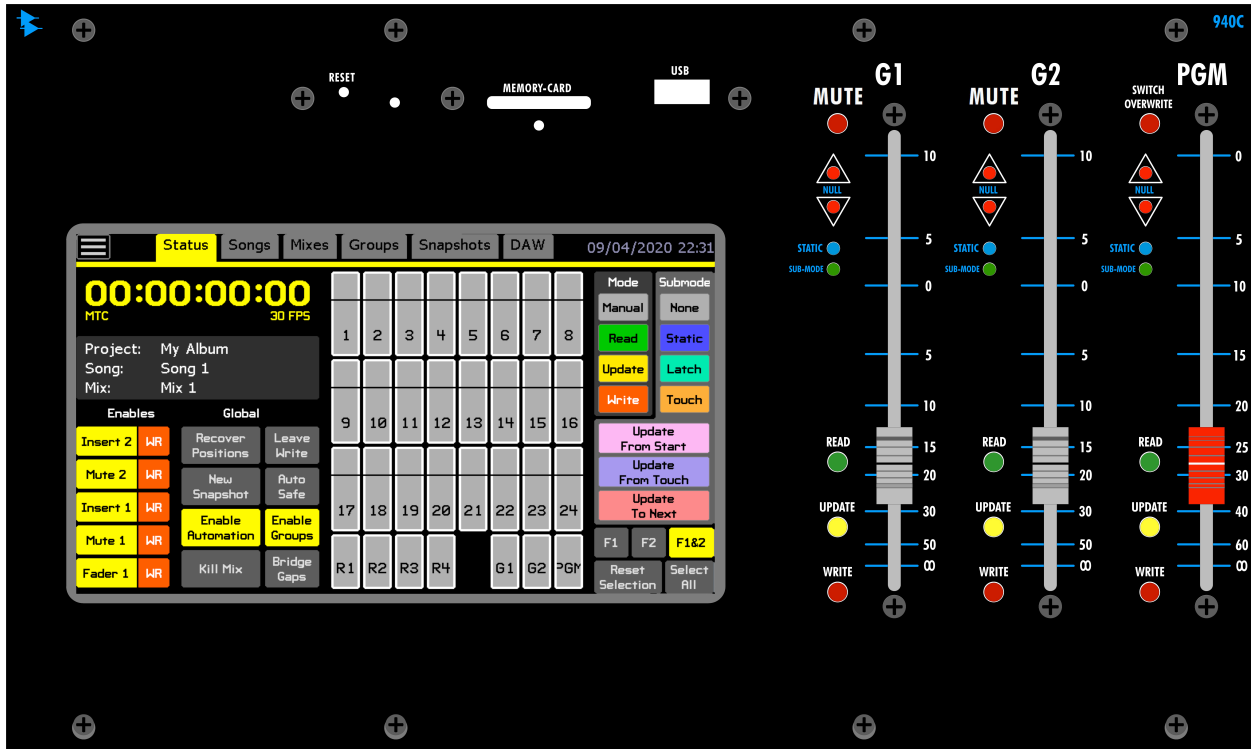 940C
RESET
MEMORY-CARD
USB
Status Songs Mixes Groups Snapshots DAW 09/04/2020 22:31
00:00:00:00
MTC 30 FPS
Project: My Album
Song: Song 1
Mix: Mix 1
Enables Global
Insert 2 WR
Mute 2 WR
Insert 1 WR
Mute 1 WR
Fader 1 WR
Recover
Positions
Leave
Write
New
Snapshot
Auto
Safe
Enable
Automation
Enable
Groups
Kill Mix
Bridge
Gaps
1 2 3 4 5 6 7 8
9 10 11 12 13 14 15 16
17 18 19 20 21 22 23 24
R1 R2 R3 R4 G1 G2 PGM
Mode Submode
Manual None
Read Static
Update Latch
Write Touch
Update
From Start
Update
From Touch
Update
To Next
F1 F2 F1&2
Reset
Selection
Select
All
G1
MUTE
NULL
STATIC
SUB-MODE
READ
UPDATE
WRITE
10
5
0
5
10
15
20
30
50
∞
G2
MUTE
NULL
STATIC
SUB-MODE
READ
UPDATE
WRITE
10
5
0
5
10
15
20
30
50
∞
PGM
SWITCH
OVERWRITE
NULL
STATIC
SUB-MODE
READ
UPDATE
WRITE
0
5
10
15
20
25
30
40
60
∞